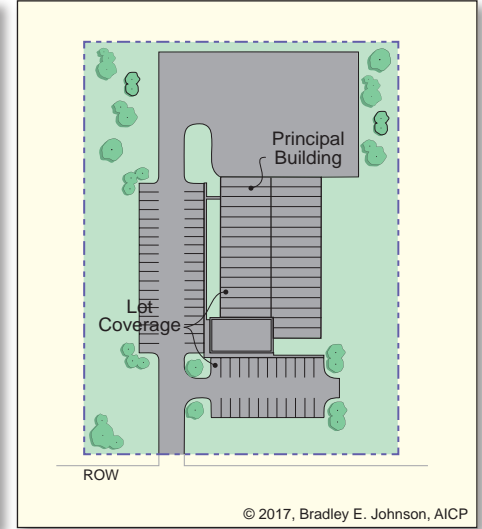 Principal
Building
Lot
Coverage
ROW
© 2017, Bradley E. Johnson, AICP